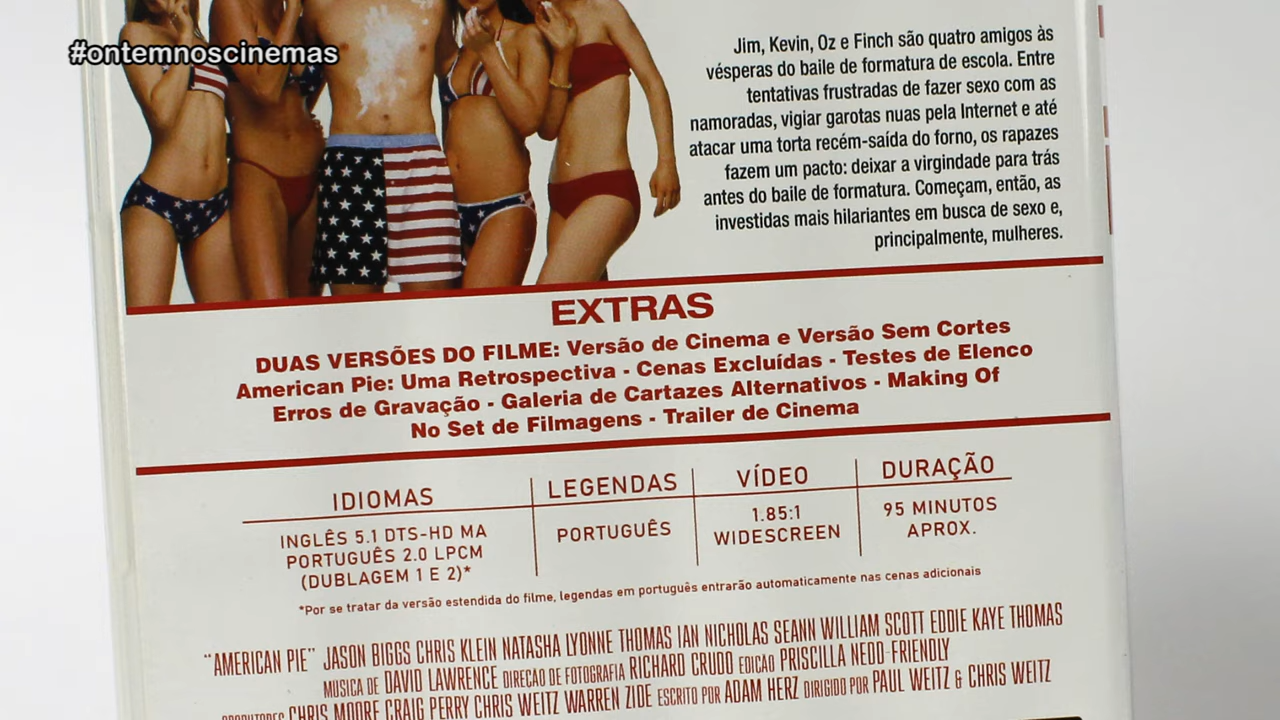 #ontemnoscinemas
Jim, Kevin, Oz e Finch são quatro amigos às
vésperas do baile de formatura de escola. Entre
tentativas frustradas de fazer sexo com as
namoradas, vigiar garotas nuas pela Internet e até
atacar uma torta recém-saída do forno, os rapazes
fazem um pacto: deixar a virgindade para trás
antes do baile de formatura. Começam, então, as
investidas mais hilariantes em busca de sexo e,
principalmente, mulheres.
EXTRAS
DUAS VERSÕES DO FILME: Versão de Cinema e Versão Sem Cortes
American Pie: Uma Retrospectiva - Cenas Excluídas - Testes de Elenco
Erros de Gravação - Galeria de Cartazes Alternativos - Making Of
No Set de Filmagens - Trailer de Cinema
IDIOMAS
INGLÊS 5.1 DTS-HD MA
PORTUGUÊS 2.0 LPCM
(DUBLAGEM 1 E 2)*
LEGENDAS
PORTUGUÊS
VÍDEO
1.85:1
WIDESCREEN
DURAÇÃO
95 MINUTOS
APROX.
*Por se tratar da versão estendida do filme, legendas em português entrarão automaticamente nas cenas adicionais
"AMERICAN PIE" JASON BIGGS CHRIS KLEIN NATASHA LYONNE THOMAS IAN NICHOLAS SEANN WILLIAM SCOTT EDDIE KAYE THOMAS
MUSICA DE DAVID LAWRENCE DIREÇÃO DE FOTOGRAFIA RICHARD CRUDO EDIÇÃO PRISCILLA NEDD-FRIENDLY
PRODUTORES CHRIS MOORE CRAIG PERRY CHRIS WEITZ WARREN ZIDE ESCRITO POR ADAM HERZ DIRIGIDO POR PAUL WEITZ & CHRIS WEITZ